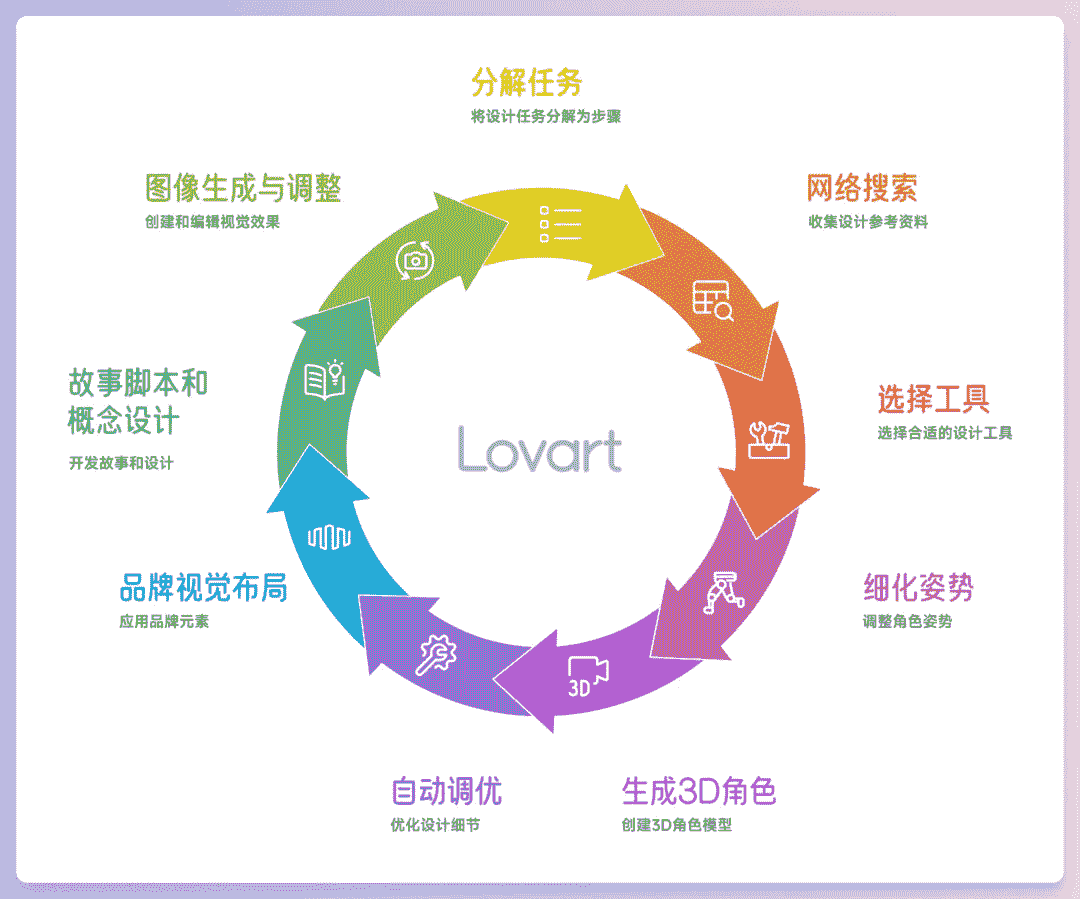 分解任务
将设计任务分解为步骤
图像生成与调整
创建和编辑视觉效果
网络搜索
收集设计参考资料
故事脚本和
概念设计
开发故事和设计
选择工具
选择合适的设计工具
Lovart
品牌视觉布局
应用品牌元素
细化姿势
调整角色姿势
3D
自动调优
优化设计细节
生成3D角色
创建3D角色模型